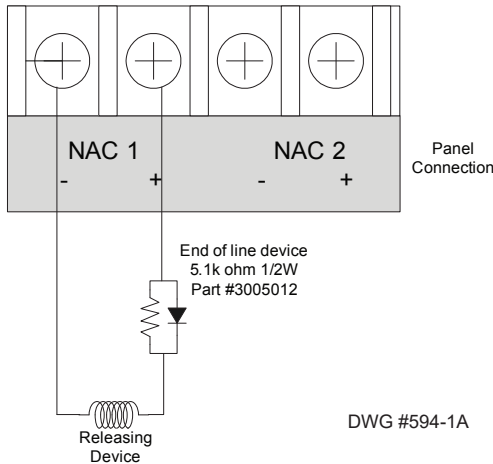 NAC 1
NAC 2
- +
- +
Panel
Connection
End of line device
5.1k ohm 1/2W
Part #3005012
DWG #594-1A
Releasing
Device